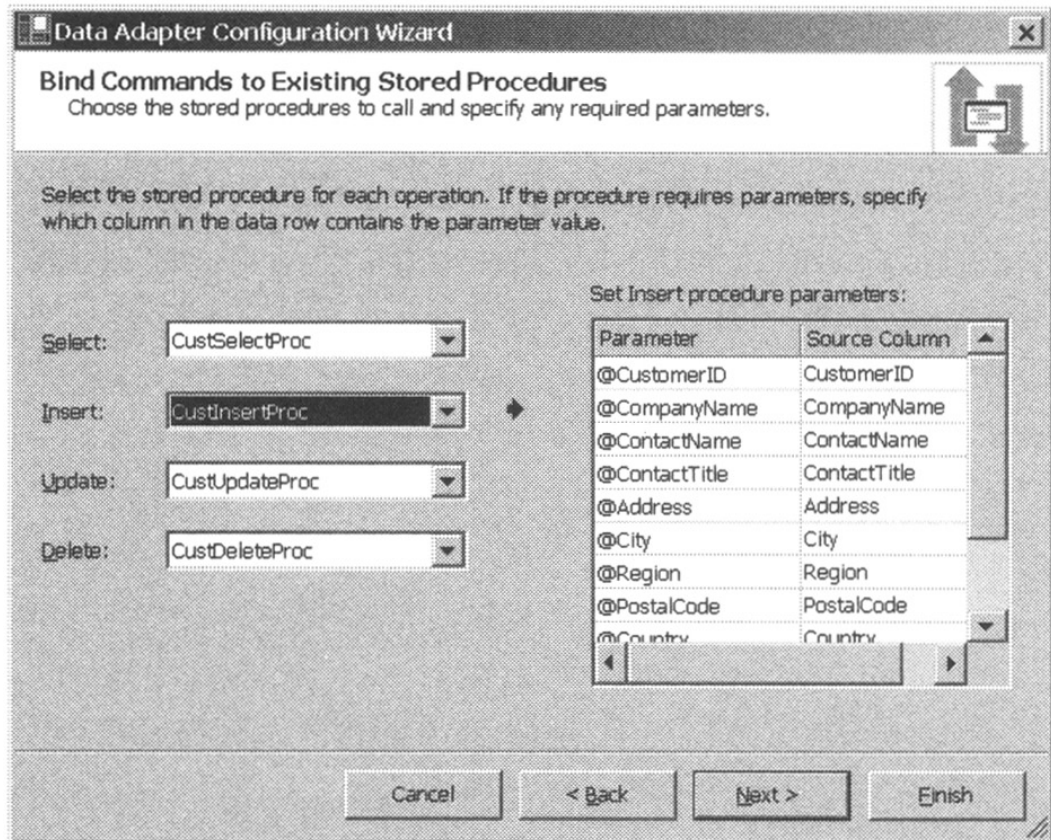 Data Adapter Configuration Wizard
Bind Commands to Existing Stored Procedures
Choose the stored procedures to call and specify any required parameters.
Select the stored procedure for each operation. If the procedure requires parameters, specify
which column in the data row contains the parameter value.
Set Insert procedure parameters:
Select: CustSelectProc
Insert: CustInsertProc
Update: CustUpdateProc
Delete: CustDeleteProc
Parameter Source Column
@CustomerID CustomerID
@CompanyName CompanyName
@ContactName ContactName
@ContactTitle ContactTitle
@Address Address
@City City
@Region Region
@PostalCode PostalCode
@Country Country
Cancel < Back Next > Finish